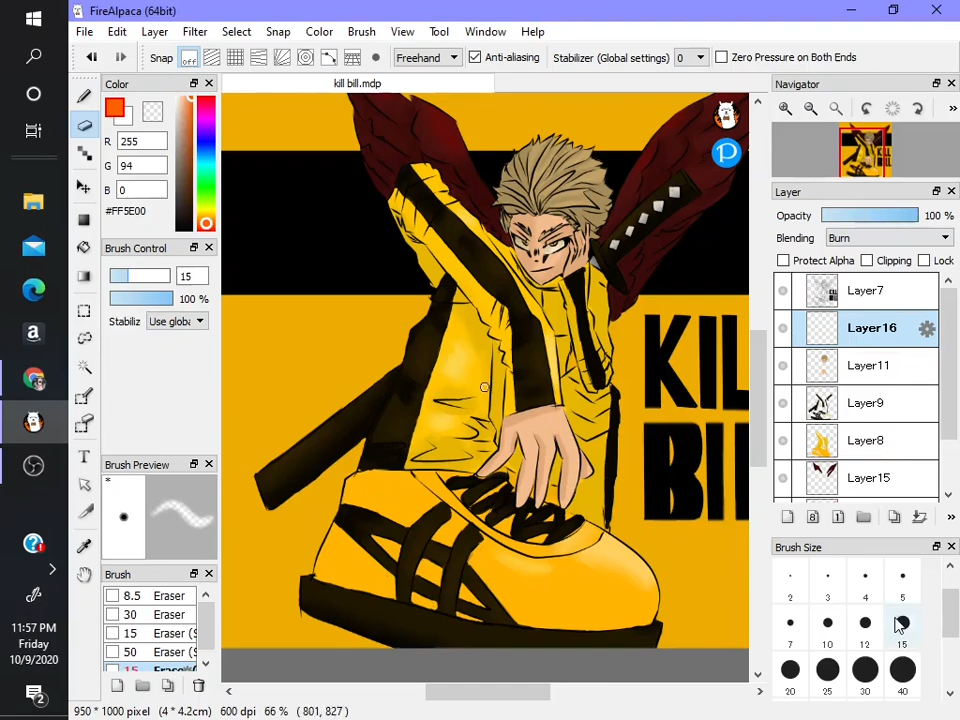 FireAlpaca (64bit)
File Edit Layer Filter Select Snap Color Brush View Tool Window Help
Snap off Freehand Anti-aliasing Stabilizer (Global settings) 0 Zero Pressure on Both Ends
Color
kill bill.mdp
Navigator
R 255
G 94
B 0
#FF5E00
Brush Control
15
100 %
Stabiliz Use globa
Layer
Opacity 100 %
Blending Burn
Protect Alpha Clipping Lock
Layer7
Layer16
Layer11
Layer9
Layer8
Layer15
KIL
BI
Brush Preview
*
Brush
8.5 Eraser
30 Eraser
15 Eraser (S
50 Eraser (S
Brush Size
2 3 4 5
7 10 12 15
20 25 30 40
11:57 PM
Friday
10/9/2020
2
950 * 1000 pixel (4 * 4.2cm) 600 dpi 66 % ( 801, 827 )